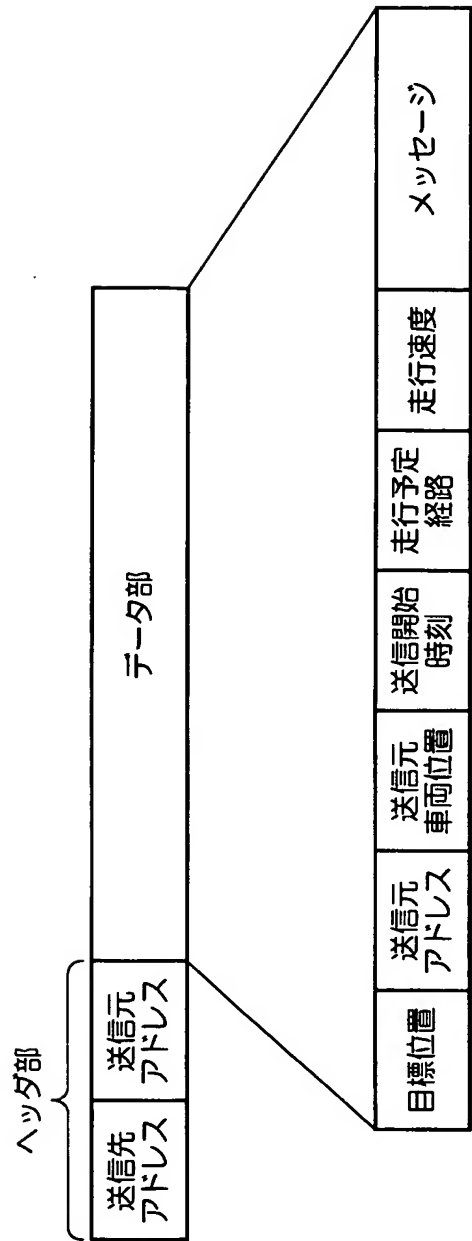 ヘッダ部
送信先
アドレス
送信元
アドレス
データ部
目標位置
送信元
アドレス
送信元
車両位置
送信開始
時刻
走行予定
経路
走行速度
メッセージ